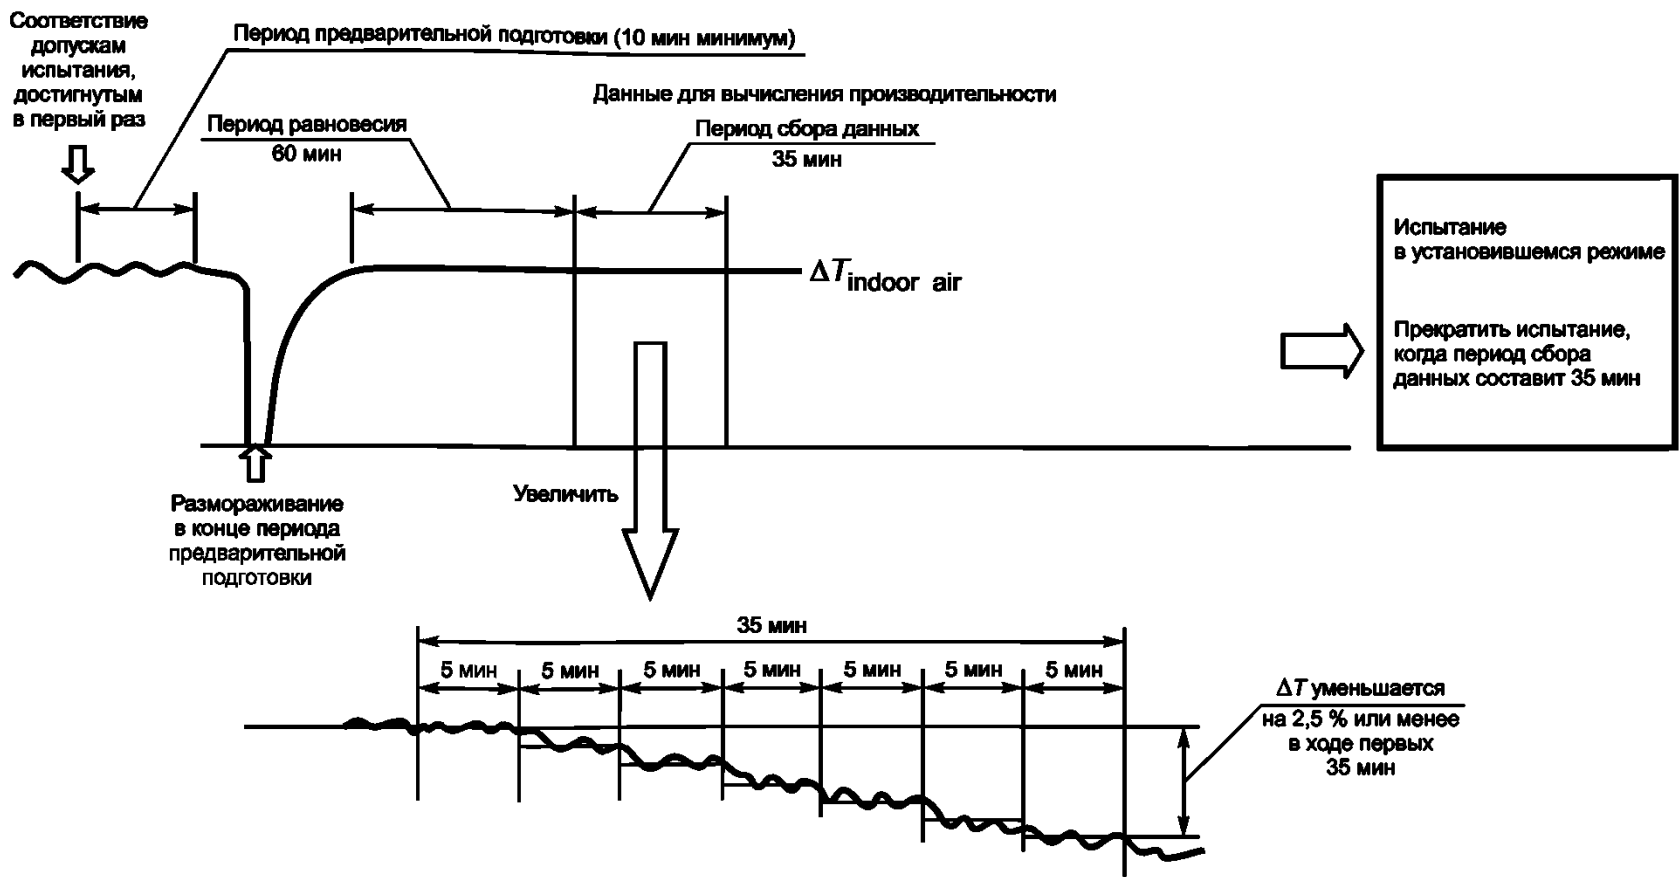 Соответствие
допускам
испытания,
достигнутым
в первый раз
Период предварительной подготовки (10 мин минимум)
Данные для вычисления производительности
Период равновесия
60 мин
Период сбора данных
35 мин
ΔT indoor air
Испытание
в установившемся режиме
Прекратить испытание,
когда период сбора
данных составит 35 мин
Размораживание
в конце периода
предварительной
подготовки
Увеличить
35 мин
5 мин 5 мин 5 мин 5 мин 5 мин 5 мин 5 мин
ΔT уменьшается
на 2,5 % или менее
в ходе первых
35 мин